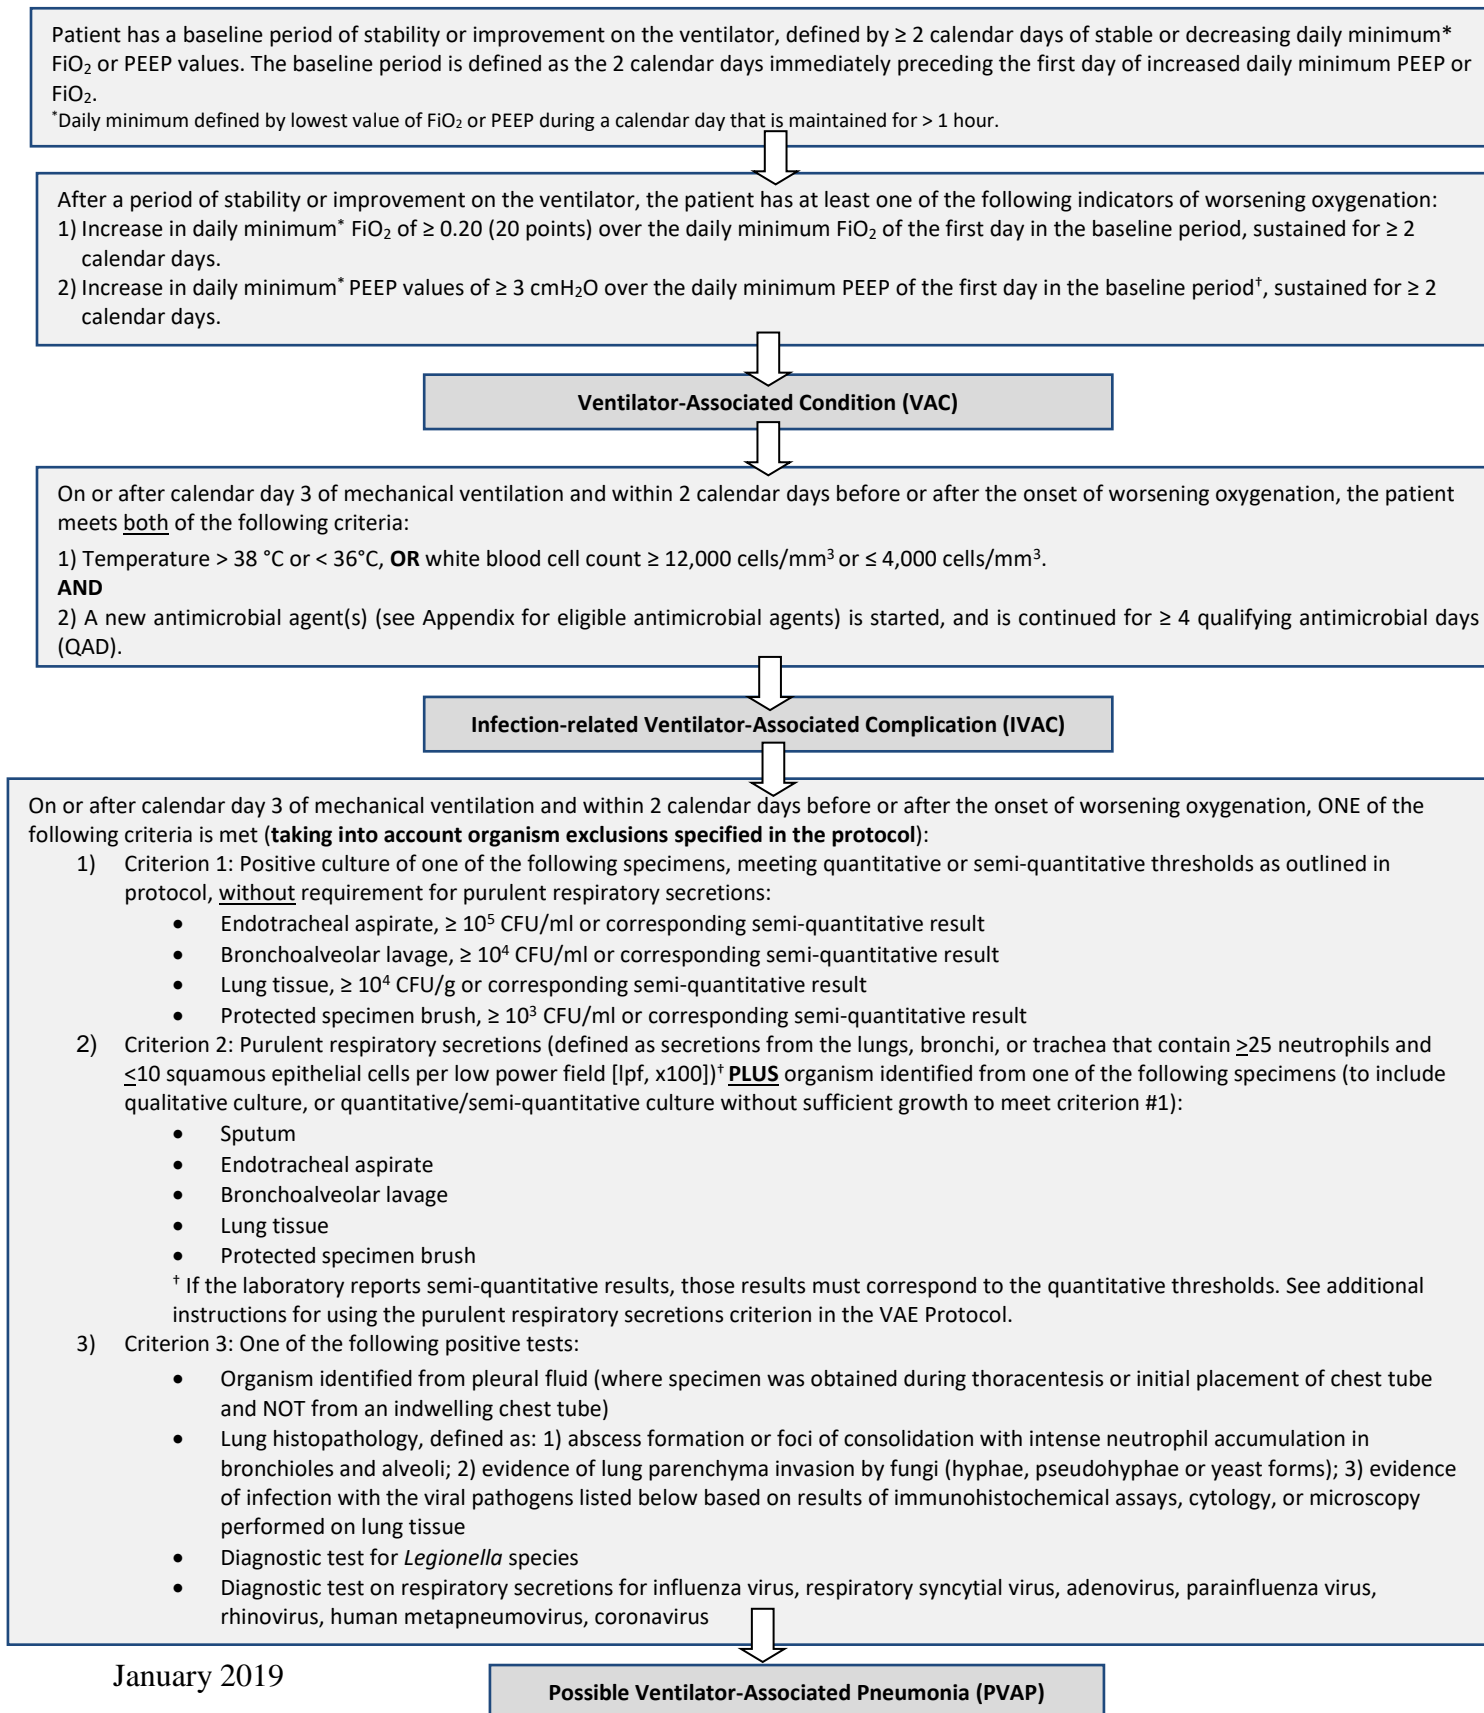 Patient has a baseline period of stability or improvement on the ventilator, defined by ≥ 2 calendar days of stable or decreasing daily minimum*
FiO₂ or PEEP values. The baseline period is defined as the 2 calendar days immediately preceding the first day of increased daily minimum PEEP or
FiO₂.
*Daily minimum defined by lowest value of FiO₂ or PEEP during a calendar day that is maintained for > 1 hour.
After a period of stability or improvement on the ventilator, the patient has at least one of the following indicators of worsening oxygenation:
1) Increase in daily minimum* FiO₂ of ≥ 0.20 (20 points) over the daily minimum FiO₂ of the first day in the baseline period, sustained for ≥ 2
calendar days.
2) Increase in daily minimum* PEEP values of ≥ 3 cmH₂O over the daily minimum PEEP of the first day in the baseline period†, sustained for ≥ 2
calendar days.
Ventilator-Associated Condition (VAC)
On or after calendar day 3 of mechanical ventilation and within 2 calendar days before or after the onset of worsening oxygenation, the patient
meets both of the following criteria:
1) Temperature > 38 °C or < 36°C, OR white blood cell count ≥ 12,000 cells/mm³ or ≤ 4,000 cells/mm³.
AND
2) A new antimicrobial agent(s) (see Appendix for eligible antimicrobial agents) is started, and is continued for ≥ 4 qualifying antimicrobial days
(QAD).
Infection-related Ventilator-Associated Complication (IVAC)
On or after calendar day 3 of mechanical ventilation and within 2 calendar days before or after the onset of worsening oxygenation, ONE of the
following criteria is met (taking into account organism exclusions specified in the protocol):
1) Criterion 1: Positive culture of one of the following specimens, meeting quantitative or semi-quantitative thresholds as outlined in
protocol, without requirement for purulent respiratory secretions:
• Endotracheal aspirate, ≥ 10⁵ CFU/ml or corresponding semi-quantitative result
• Bronchoalveolar lavage, ≥ 10⁴ CFU/ml or corresponding semi-quantitative result
• Lung tissue, ≥ 10⁴ CFU/g or corresponding semi-quantitative result
• Protected specimen brush, ≥ 10³ CFU/ml or corresponding semi-quantitative result
2) Criterion 2: Purulent respiratory secretions (defined as secretions from the lungs, bronchi, or trachea that contain ≥25 neutrophils and
≤10 squamous epithelial cells per low power field [lpf, x100])† PLUS organism identified from one of the following specimens (to include
qualitative culture, or quantitative/semi-quantitative culture without sufficient growth to meet criterion #1):
• Sputum
• Endotracheal aspirate
• Bronchoalveolar lavage
• Lung tissue
• Protected specimen brush
† If the laboratory reports semi-quantitative results, those results must correspond to the quantitative thresholds. See additional
instructions for using the purulent respiratory secretions criterion in the VAE Protocol.
3) Criterion 3: One of the following positive tests:
• Organism identified from pleural fluid (where specimen was obtained during thoracentesis or initial placement of chest tube
and NOT from an indwelling chest tube)
• Lung histopathology, defined as: 1) abscess formation or foci of consolidation with intense neutrophil accumulation in
bronchioles and alveoli; 2) evidence of lung parenchyma invasion by fungi (hyphae, pseudohyphae or yeast forms); 3) evidence
of infection with the viral pathogens listed below based on results of immunohistochemical assays, cytology, or microscopy
performed on lung tissue
• Diagnostic test for Legionella species
• Diagnostic test on respiratory secretions for influenza virus, respiratory syncytial virus, adenovirus, parainfluenza virus,
rhinovirus, human metapneumovirus, coronavirus
January 2019
Possible Ventilator-Associated Pneumonia (PVAP)